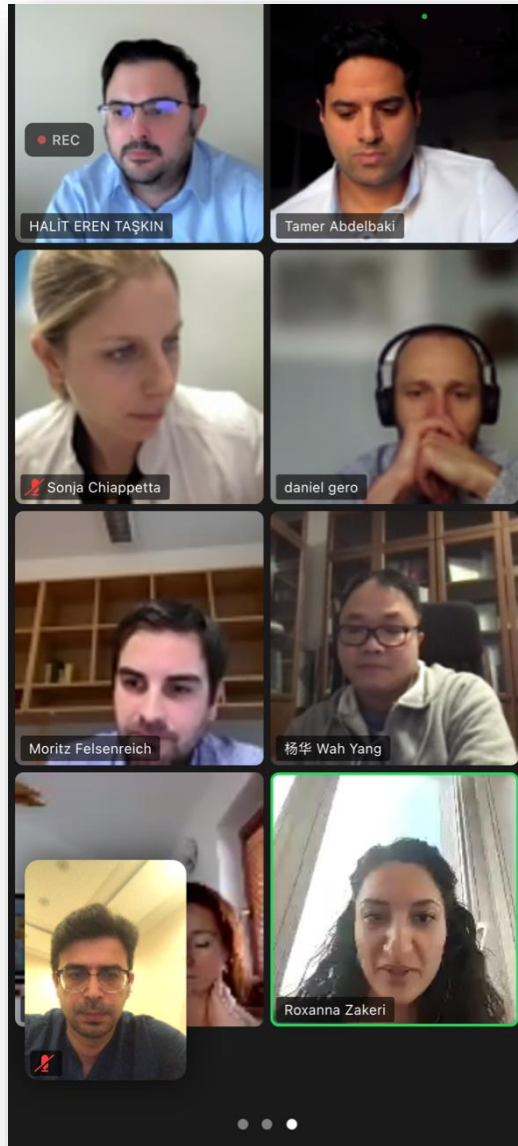 REC
HALİT EREN TAŞKIN
Tamer Abdelbaki
Sonja Chiappetta
daniel gero
Moritz Felsenreich
杨华 Wah Yang
Roxanna Zakeri